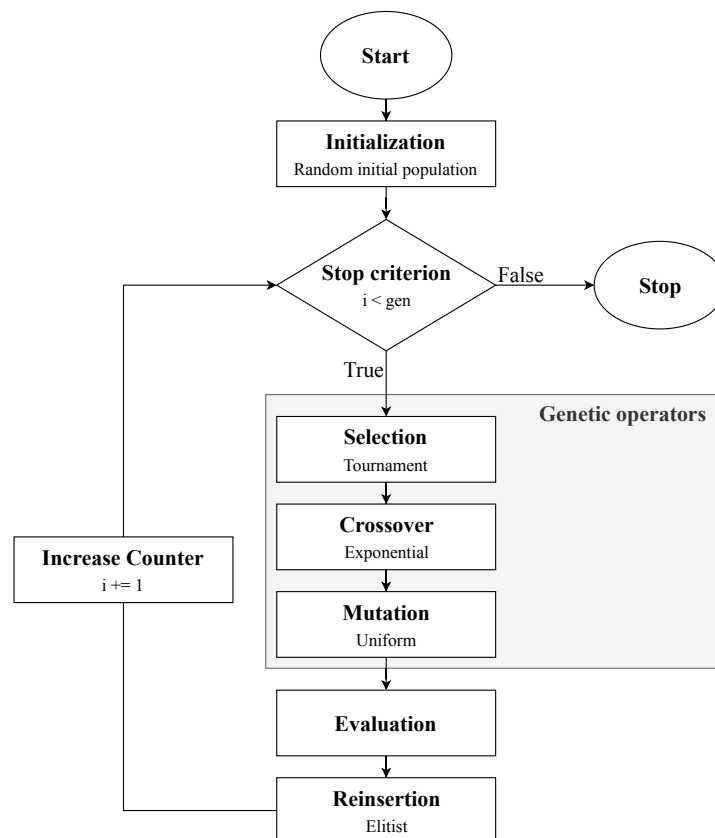 Start
Initialization
Random initial population
Stop criterion
i < gen
False
Stop
True
Genetic operators
Selection
Tournament
Crossover
Exponential
Increase Counter
i += 1
Mutation
Uniform
Evaluation
Reinsertion
Elitist